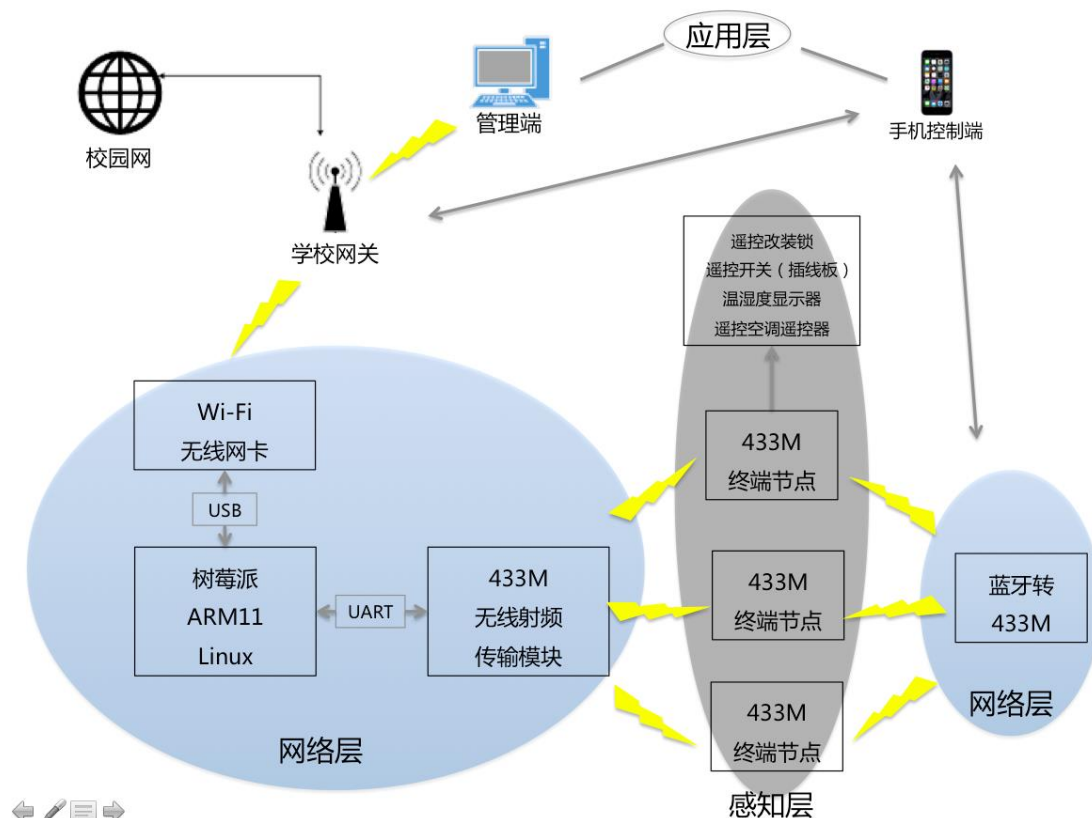 应用层
校园网
管理端
手机控制端
学校网关
遥控改装锁
遥控开关（插线板）
温湿度显示器
遥控空调遥控器
Wi-Fi
无线网卡
USB
树莓派
ARM11
Linux
UART
433M
无线射频
传输模块
网络层
433M
终端节点
433M
终端节点
433M
终端节点
感知层
蓝牙转
433M
网络层